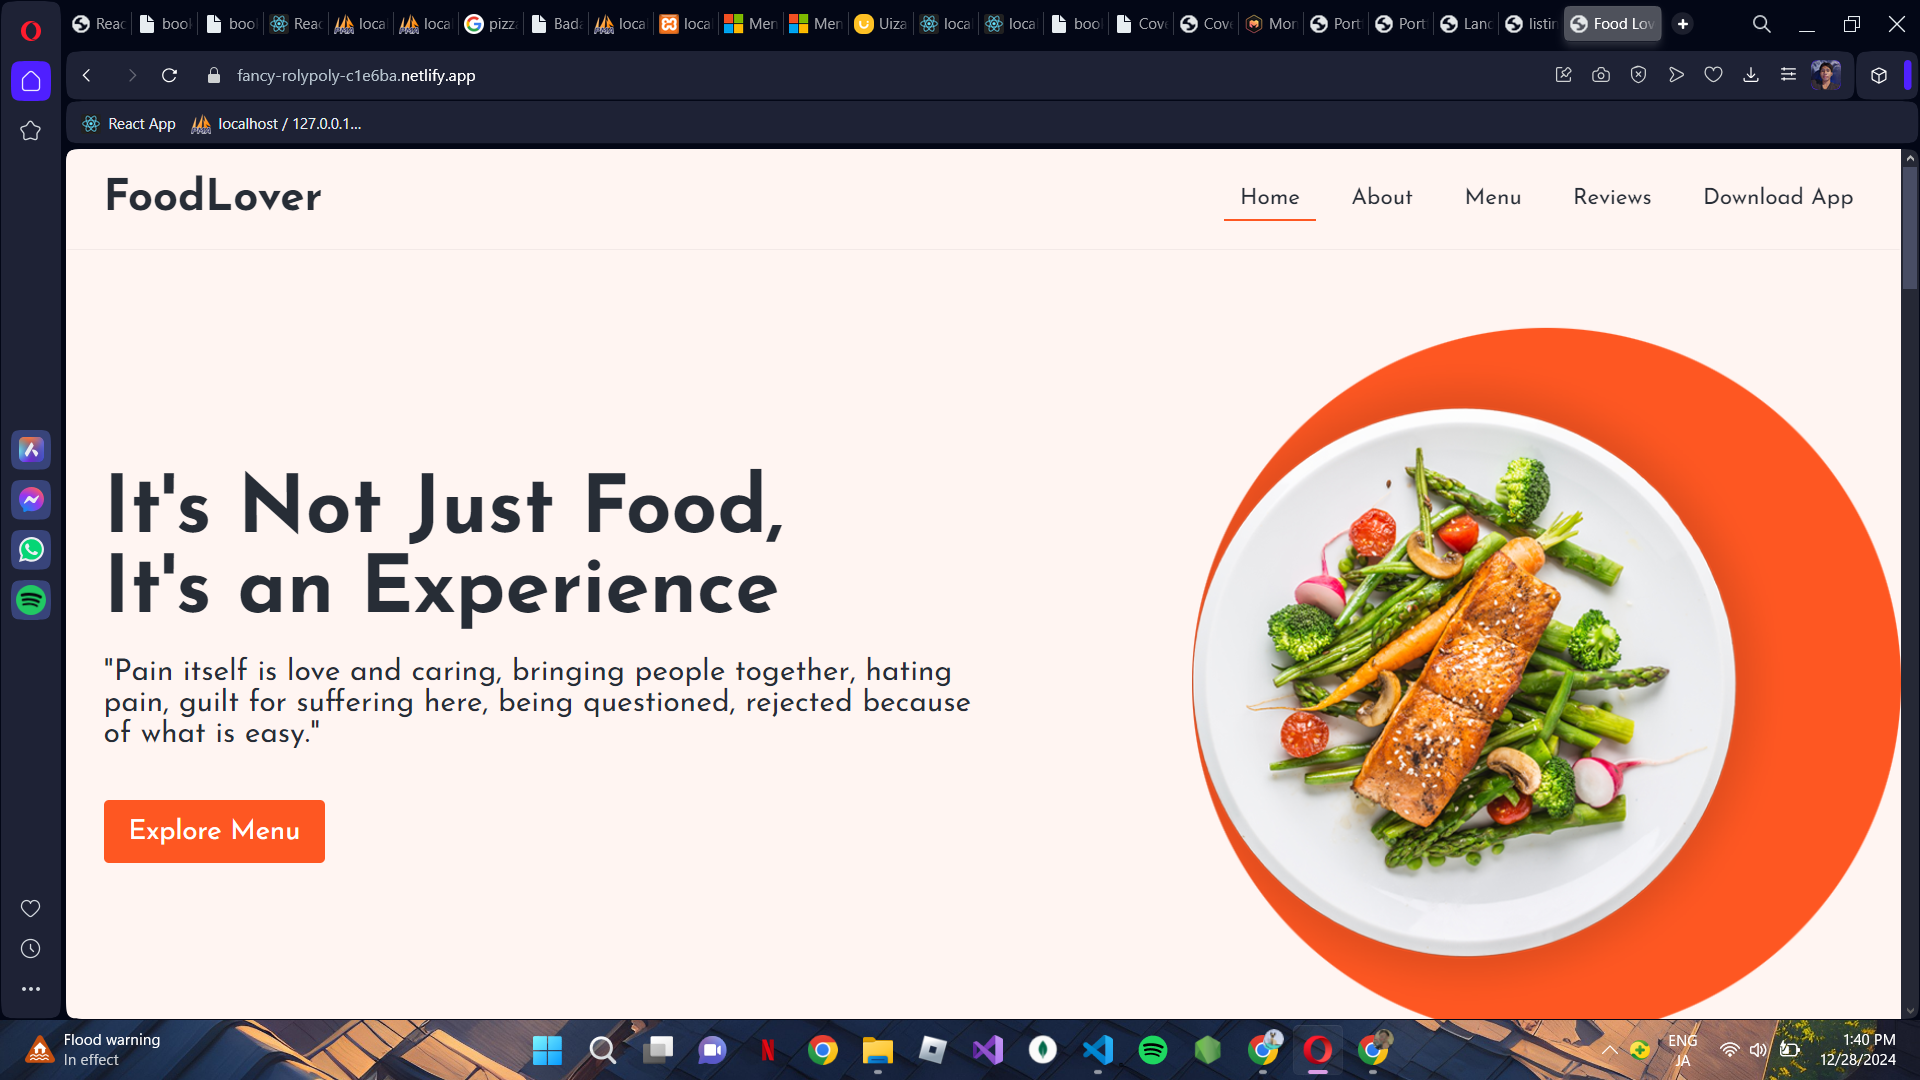 Reac
boo
boo
Reac
loca
loca
pizz
Bad
loca
loca
Men
Men
Uiza
loca
loca
boo
Cove
Cove
Mon
Port
Port
Lanc
listin
Food Lov
fancy-rolypoly-c1e6ba.netlify.app
React App
localhost / 127.0.0.1...
FoodLover
Home
About
Menu
Reviews
Download App
It's Not Just Food,
It's an Experience
"Pain itself is love and caring, bringing people together, hating
pain, guilt for suffering here, being questioned, rejected because
of what is easy."
Explore Menu
Flood warning
In effect
ENG
JA
1:40 PM
12/28/2024